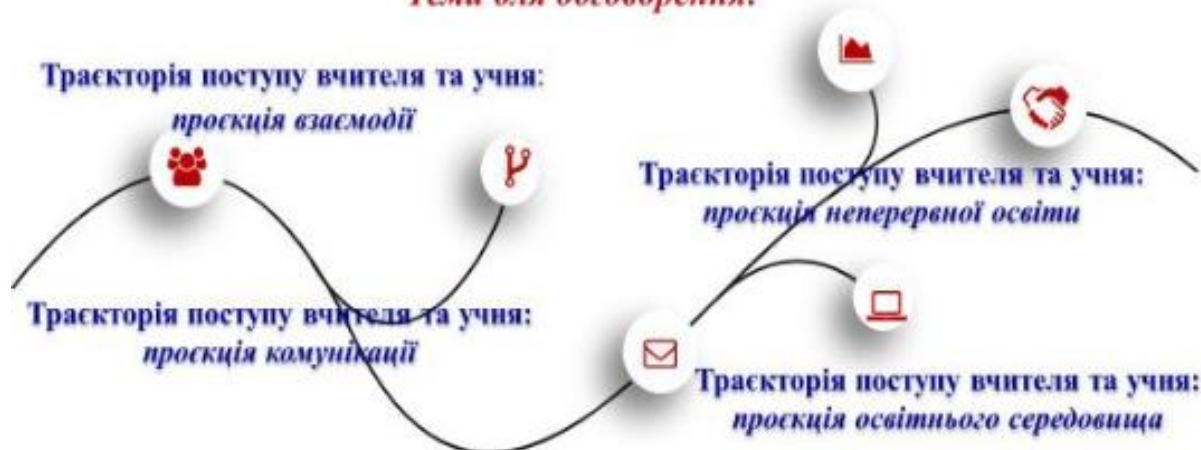 Траєкторія поступу вчителя та учня:
проєкція взаємодії
Траєкторія поступу вчителя та учня:
проєкція неперервної освіти
Траєкторія поступу вчителя та учня:
проєкція комунікації
Траєкторія поступу вчителя та учня:
проєкція освітнього середовища